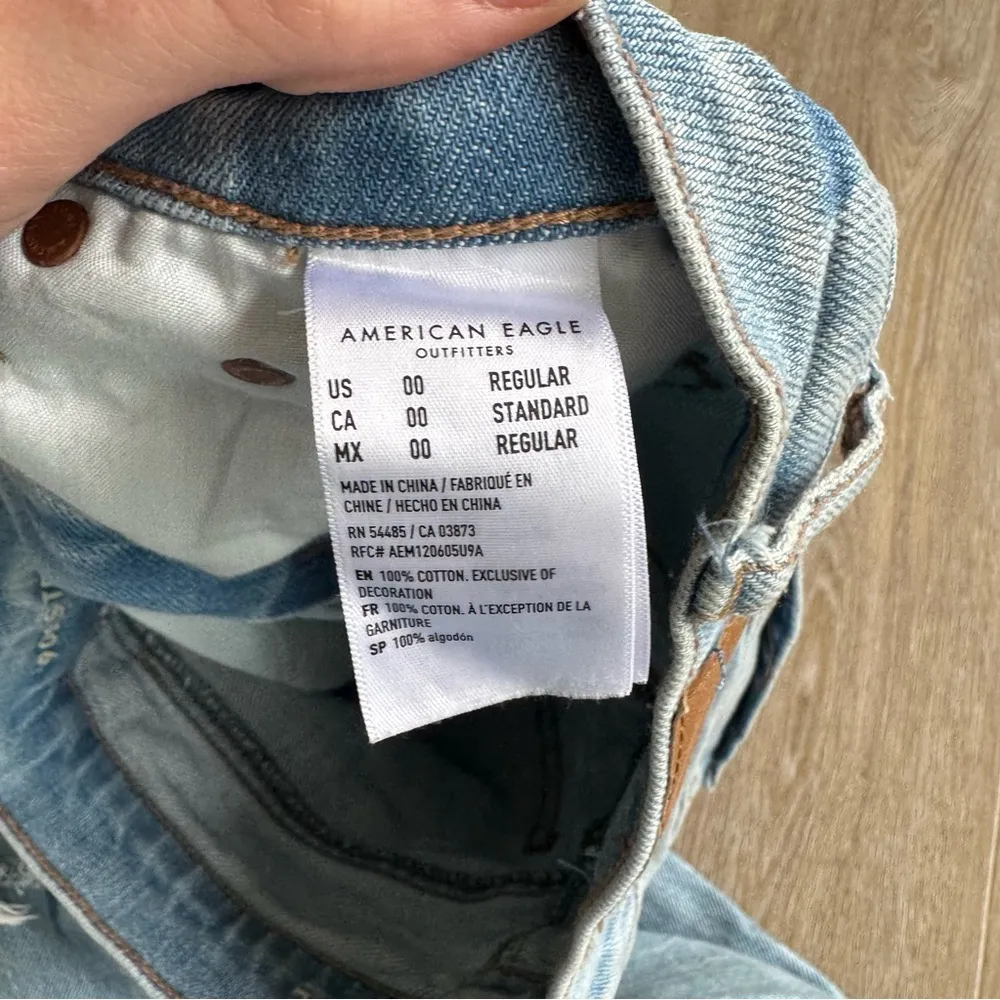 AMERICAN EAGLE
OUTFITTERS
US 00 REGULAR
CA 00 STANDARD
MX 00 REGULAR
MADE IN CHINA / FABRIQUÉ EN
CHINE / HECHO EN CHINA
RN 54485 / CA 03873
RFC# AEM120605U9A
EN 100% COTTON. EXCLUSIVE OF
DECORATION
FR 100% COTON. À L'EXCEPTION DE LA
GARNITURE
SP 100% algodón